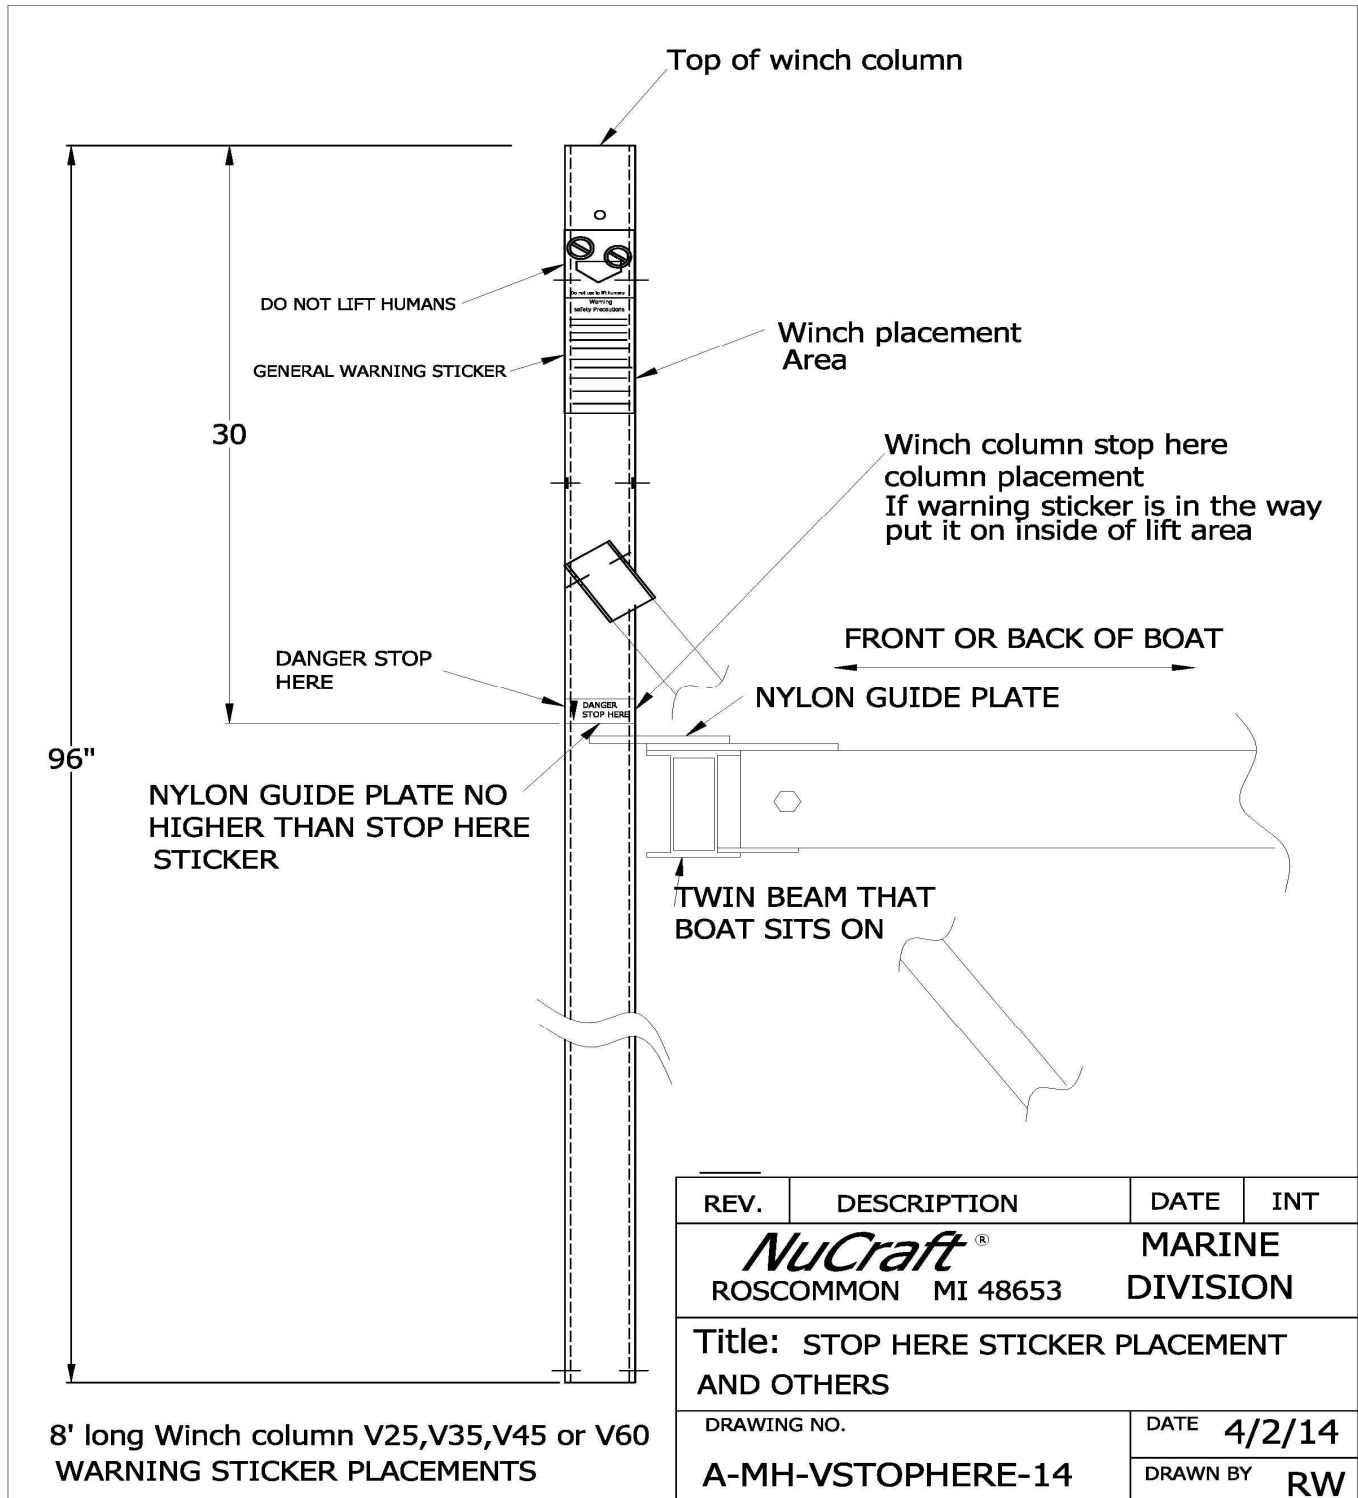 Top of winch column
DO NOT LIFT HUMANS
Do not use to lift humans
Warning
safety Precautions
GENERAL WARNING STICKER
Winch placement
Area
30
Winch column stop here
column placement
If warning sticker is in the way
put it on inside of lift area
FRONT OR BACK OF BOAT
DANGER STOP
HERE
DANGER
STOP HERE
NYLON GUIDE PLATE
96"
NYLON GUIDE PLATE NO
HIGHER THAN STOP HERE
STICKER
TWIN BEAM THAT
BOAT SITS ON
8' long Winch column V25,V35,V45 or V60
WARNING STICKER PLACEMENTS
REV. DESCRIPTION DATE INT
NuCraft ® MARINE
ROSCOMMON MI 48653 DIVISION
Title: STOP HERE STICKER PLACEMENT
AND OTHERS
DRAWING NO. DATE 4/2/14
A-MH-VSTOPHERE-14 DRAWN BY RW